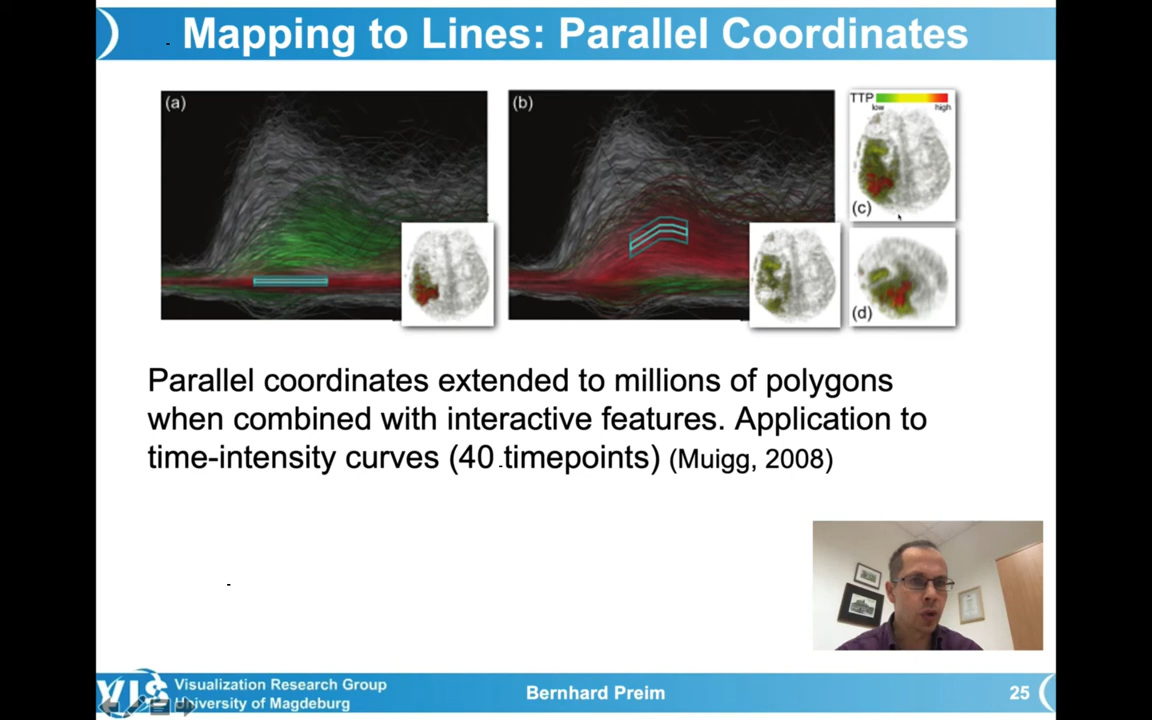 Mapping to Lines: Parallel Coordinates
(a)
(b)
TTP
low
high
(c)
(d)
Parallel coordinates extended to millions of polygons
when combined with interactive features. Application to
time-intensity curves (40 timepoints) (Muigg, 2008)
VIS
Visualization Research Group
University of Magdeburg
Bernhard Preim
25